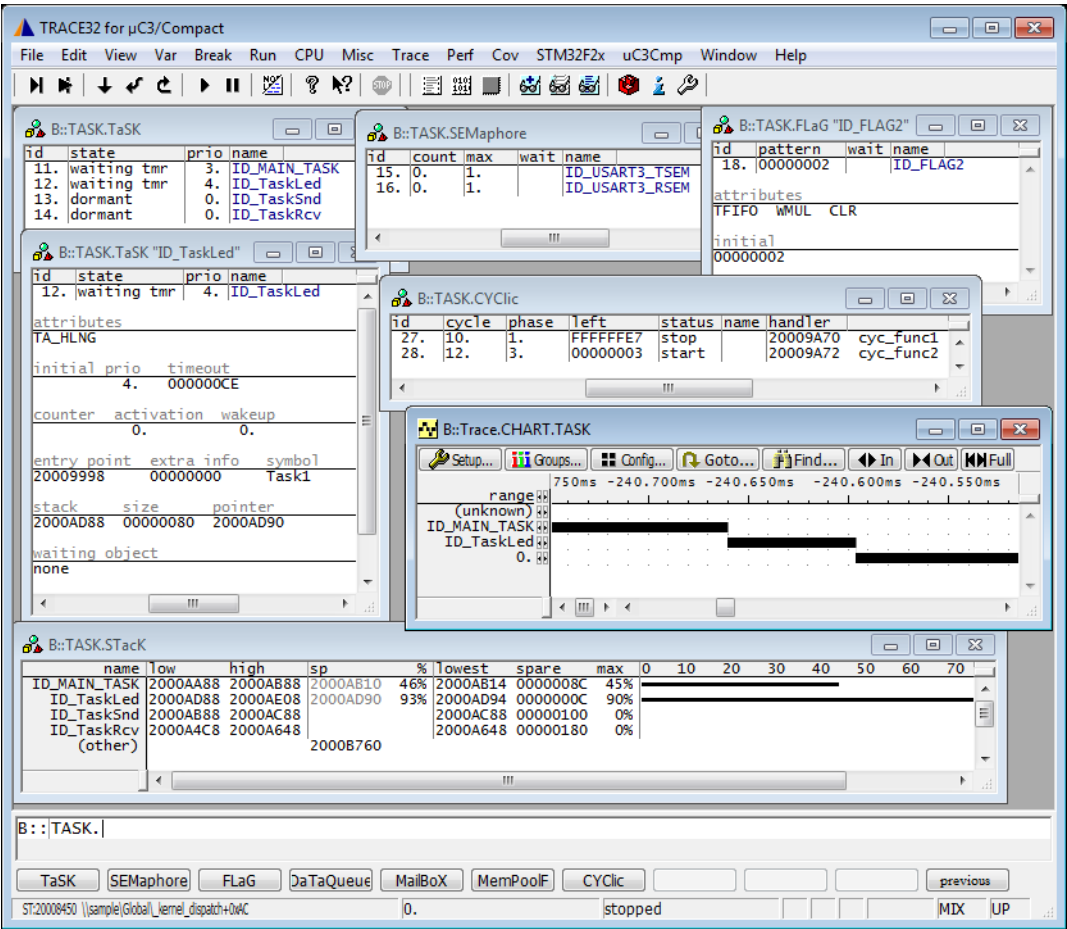 TRACE32 for µC3/Compact
File Edit View Var Break Run CPU Misc Trace Perf Cov STM32F2x uC3Cmp Window Help
B::TASK.TaSK
id state prio name
11. waiting tmr 3. ID_MAIN_TASK
12. waiting tmr 4. ID_TaskLed
13. dormant 0. ID_TaskSnd
14. dormant 0. ID_TaskRcv
B::TASK.SEMaphore
id count max wait name
15. 0. 1. ID_USART3_TSEM
16. 0. 1. ID_USART3_RSEM
B::TASK.FLaG "ID_FLAG2"
id pattern wait name
18. 00000002 ID_FLAG2
attributes
TFIFO WMUL CLR
initial
00000002
B::TASK.TaSK "ID_TaskLed"
id state prio name
12. waiting tmr 4. ID_TaskLed
attributes
TA_HLNG
initial prio timeout
4. 000000CE
counter activation wakeup
0. 0.
entry point extra info symbol
20009998 00000000 Task1
stack size pointer
2000AD88 00000080 2000AD90
waiting object
none
B::TASK.CYClic
id cycle phase left status name handler
27. 10. 1. FFFFFFE7 stop 20009A70 cyc_func1
28. 12. 3. 00000003 start 20009A72 cyc_func2
B::Trace.CHART.TASK
Setup... Groups... Config... Goto... Find... In Out Full
750ms -240.700ms -240.650ms -240.600ms -240.550ms
range
(unknown)
ID_MAIN_TASK
ID_TaskLed
0.
B::TASK.STacK
name low high sp % lowest spare max 0 10 20 30 40 50 60 70
ID_MAIN_TASK 2000AA88 2000AB88 2000AB10 46% 2000AB14 0000008C 45%
ID_TaskLed 2000AD88 2000AE08 2000AD90 93% 2000AD94 0000000C 90%
ID_TaskSnd 2000AB88 2000AC88 2000AC88 00000100 0%
ID_TaskRcv 2000A4C8 2000A648 2000A648 00000180 0%
(other) 2000B760
B::TASK.
TaSK SEMaphore FLaG DaTaQueue MailBoX MemPoolF CYClic previous
ST:20008450 \\sample\Global\_kernel_dispatch+0xAC 0. stopped MIX UP